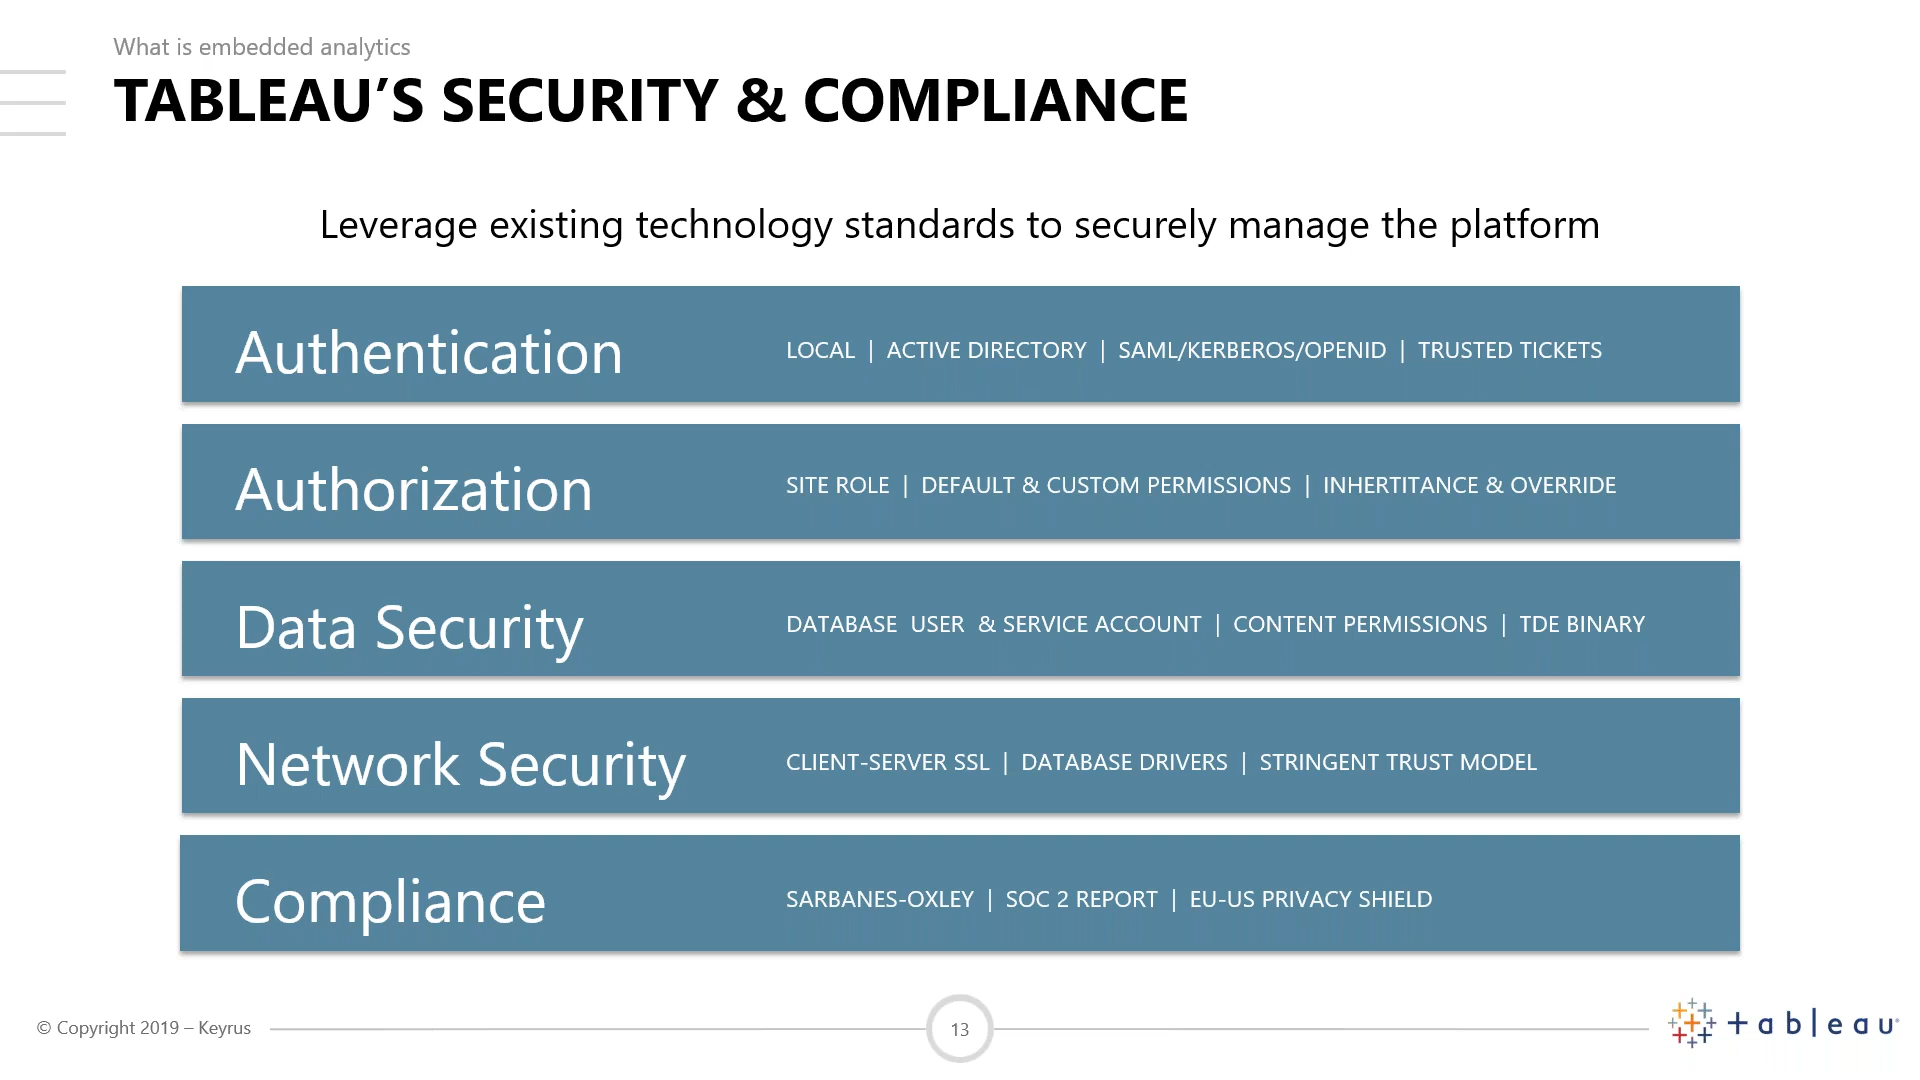 What is embedded analytics
TABLEAU’S SECURITY & COMPLIANCE
Leverage existing technology standards to securely manage the platform
Authentication LOCAL | ACTIVE DIRECTORY | SAML/KERBEROS/OPENID | TRUSTED TICKETS
Authorization SITE ROLE | DEFAULT & CUSTOM PERMISSIONS | INHERTITANCE & OVERRIDE
Data Security DATABASE USER & SERVICE ACCOUNT | CONTENT PERMISSIONS | TDE BINARY
Network Security CLIENT-SERVER SSL | DATABASE DRIVERS | STRINGENT TRUST MODEL
Compliance SARBANES-OXLEY | SOC 2 REPORT | EU-US PRIVACY SHIELD
© Copyright 2019 – Keyrus 13 +ableau®